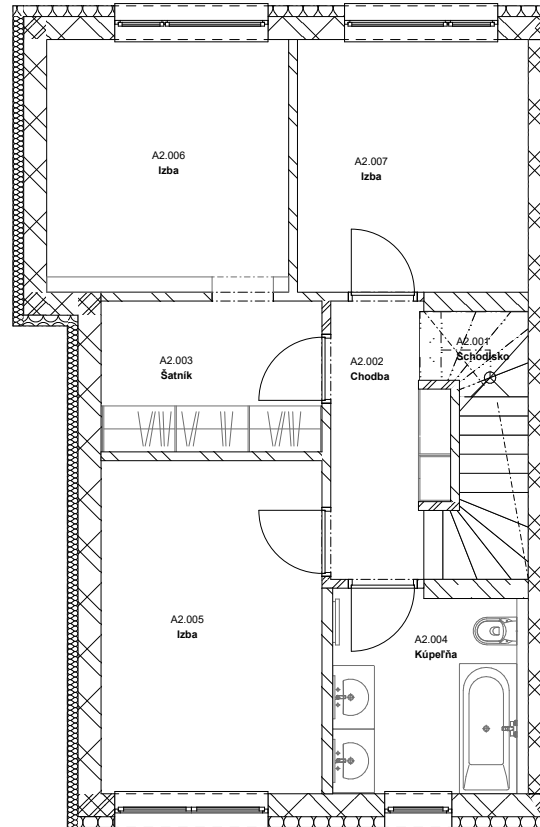 A2.006
Izba
A2.007
Izba
A2.001
Schodisko
A2.003
Šatník
A2.002
Chodba
A2.005
Izba
A2.004
Kúpeľňa